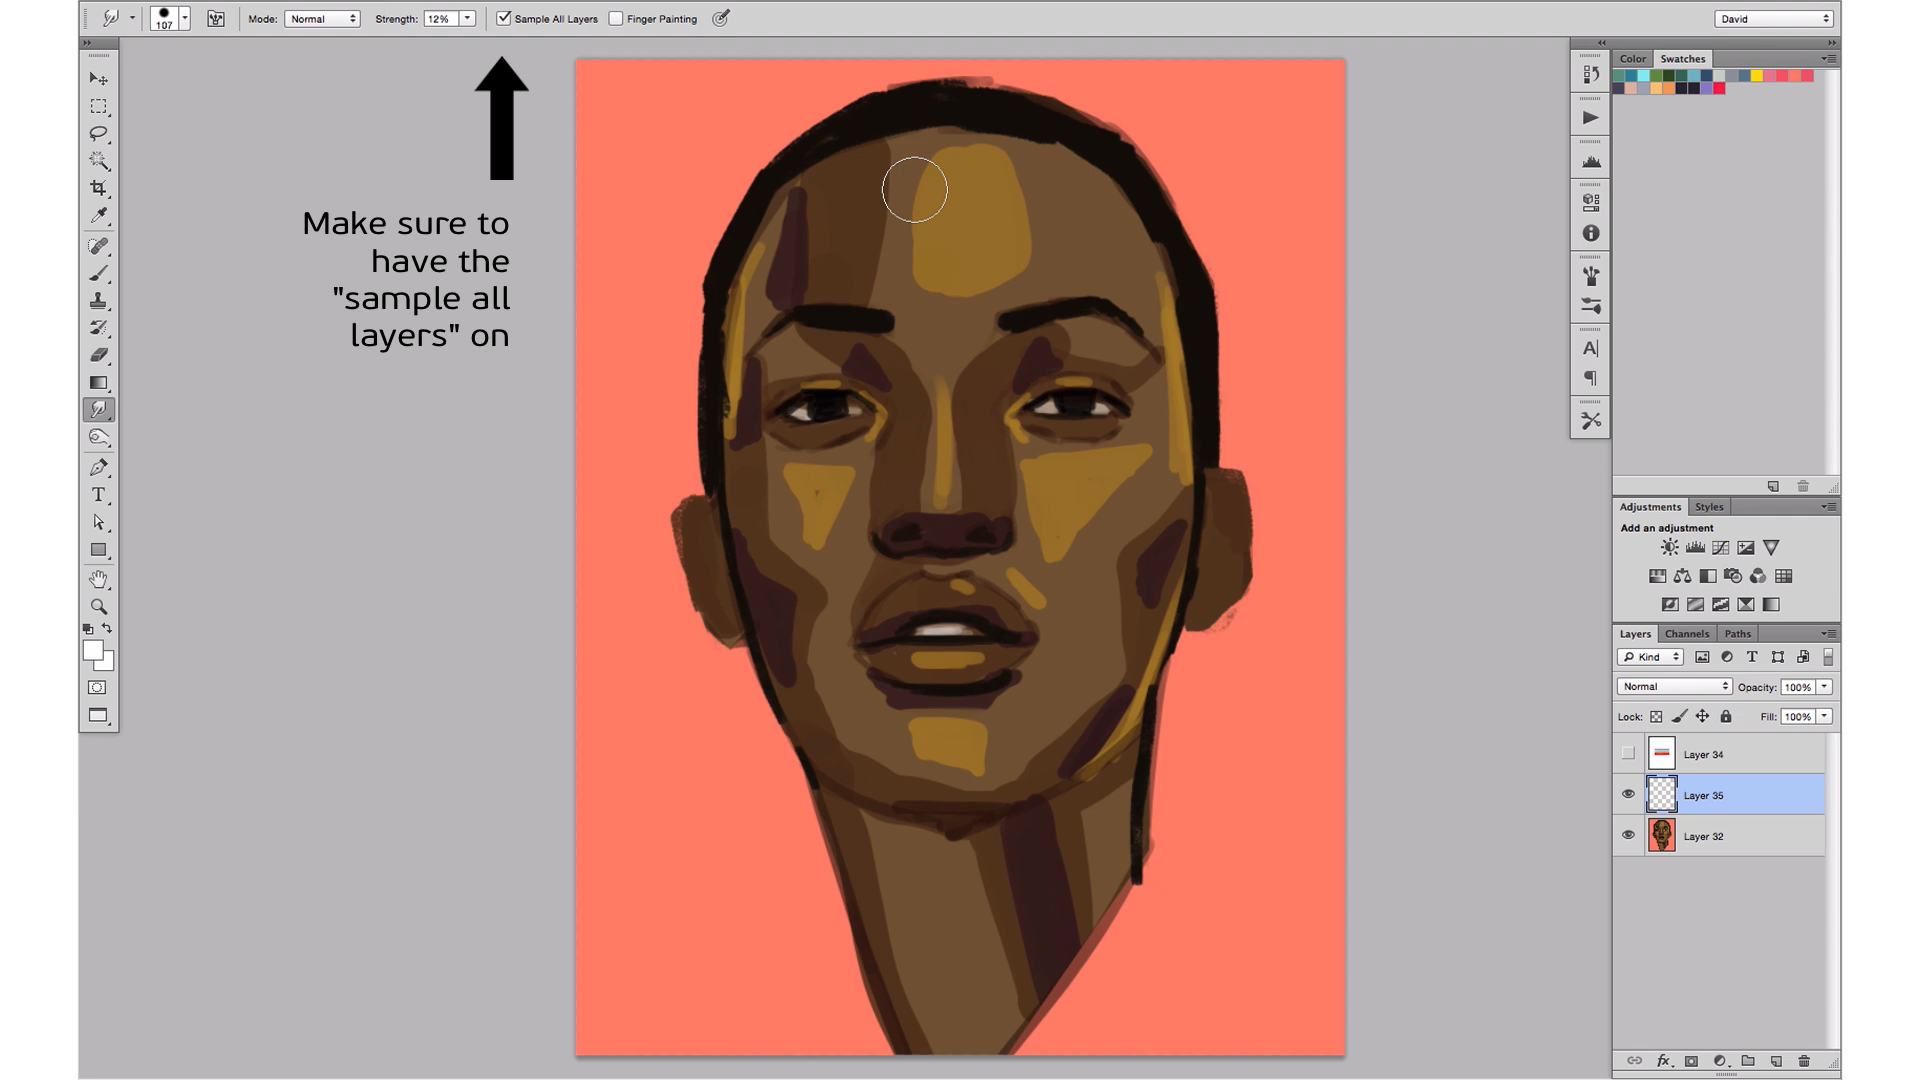 107
Mode: Normal
Strength: 12%
Sample All Layers
Finger Painting
David
Make sure to
have the
"sample all
layers" on
Color
Swatches
Adjustments
Styles
Add an adjustment
Layers
Channels
Paths
Kind
Normal
Opacity: 100%
Lock:
Fill: 100%
Layer 34
Layer 35
Layer 32
fx